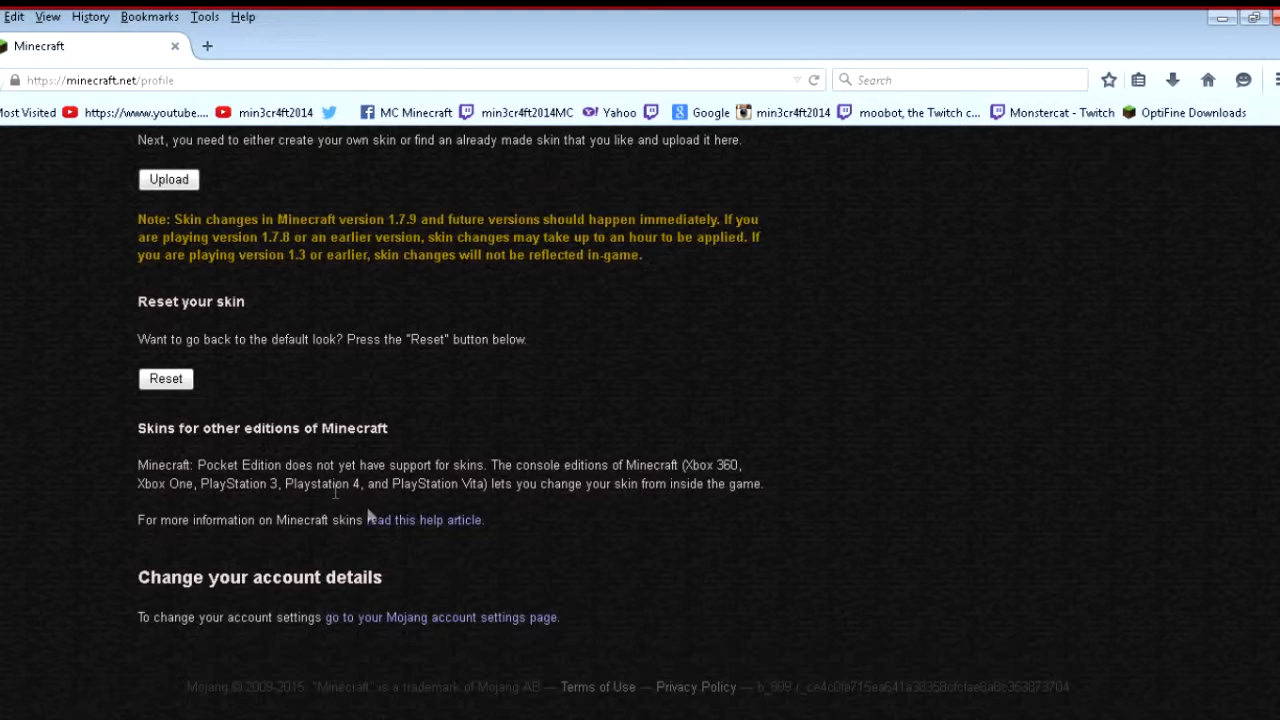 Edit View History Bookmarks Tools Help
Minecraft
https://minecraft.net/profile Search
Most Visited https://www.youtube.... min3cr4ft2014 MC Minecraft min3cr4ft2014MC Yahoo Google min3cr4ft2014 moobot, the Twitch c... Monstercat - Twitch OptiFine Downloads
Next, you need to either create your own skin or find an already made skin that you like and upload it here.
Upload
Note: Skin changes in Minecraft version 1.7.9 and future versions should happen immediately. If you
are playing version 1.7.8 or an earlier version, skin changes may take up to an hour to be applied. If
you are playing version 1.3 or earlier, skin changes will not be reflected in-game.
Reset your skin
Want to go back to the default look? Press the "Reset" button below.
Reset
Skins for other editions of Minecraft
Minecraft: Pocket Edition does not yet have support for skins. The console editions of Minecraft (Xbox 360,
Xbox One, PlayStation 3, Playstation 4, and PlayStation Vita) lets you change your skin from inside the game.
For more information on Minecraft skins read this help article.
Change your account details
To change your account settings go to your Mojang account settings page.
Mojang © 2009-2015. "Minecraft" is a trademark of Mojang AB — Terms of Use — Privacy Policy —